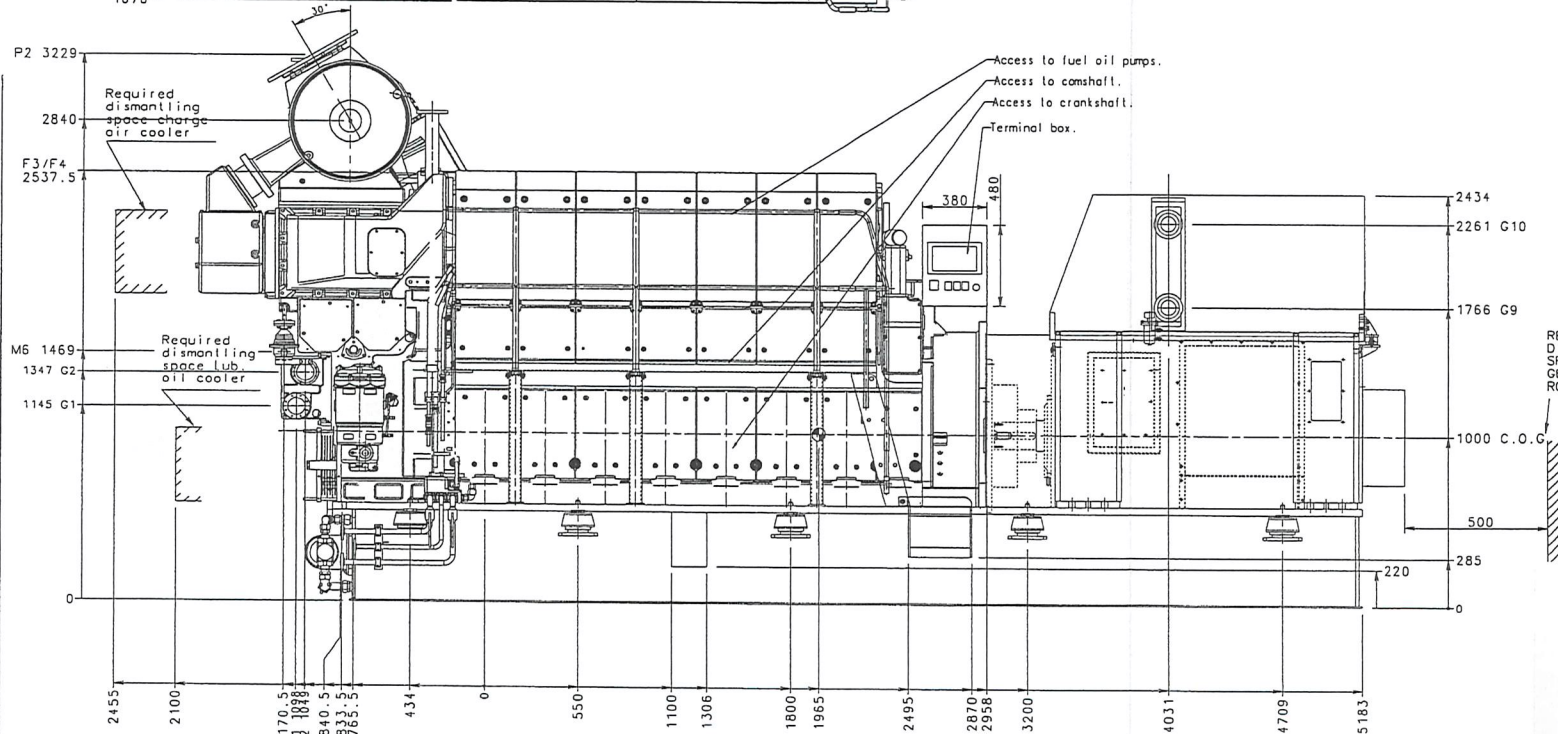 30°
P2 3229
Required
dismantling
space charge
air cooler
2840
F3/F4
2537.5
Access to fuel oil pumps.
Access to comshaft.
Access to crankshaft.
Terminal box.
380
480
2434
2261 G10
1766 G9
M6 1469
1347 G2
1145 G1
Required
dismantling
space lub.
oil cooler
1000 C.O.G
500
285
220
0
0
2455
2100
170.5
1098
1049
840.5
765.5
434
0
550
1100
1306
1800
1965
2495
2870
2958
3200
4031
4709
5183